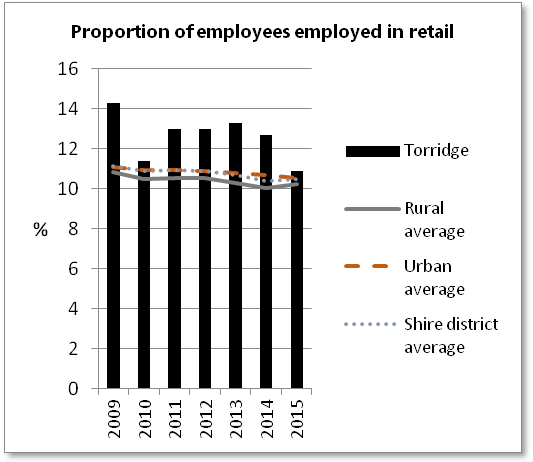 Proportion of employees employed in retail
16
14
12
10
8
6
4
2
0
%
2009
2010
2011
2012
2013
2014
2015
Torridge
Rural
average
Urban
average
Shire district
average